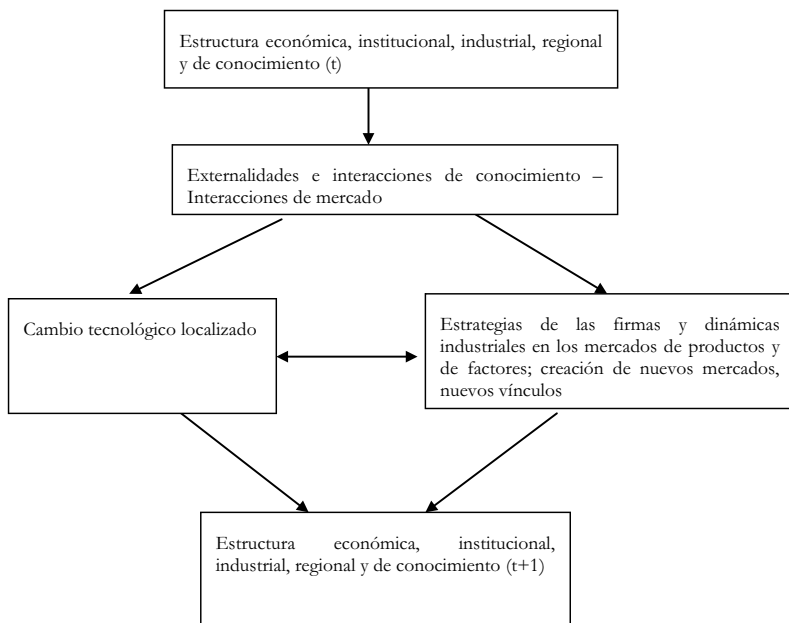 Estructura económica, institucional, industrial, regional
y de conocimiento (t)
Externalidades e interacciones de conocimiento –
Interacciones de mercado
Cambio tecnológico localizado
Estrategias de las firmas y dinámicas
industriales en los mercados de productos y
de factores; creación de nuevos mercados,
nuevos vínculos
Estructura económica, institucional,
industrial, regional y de conocimiento (t+1)